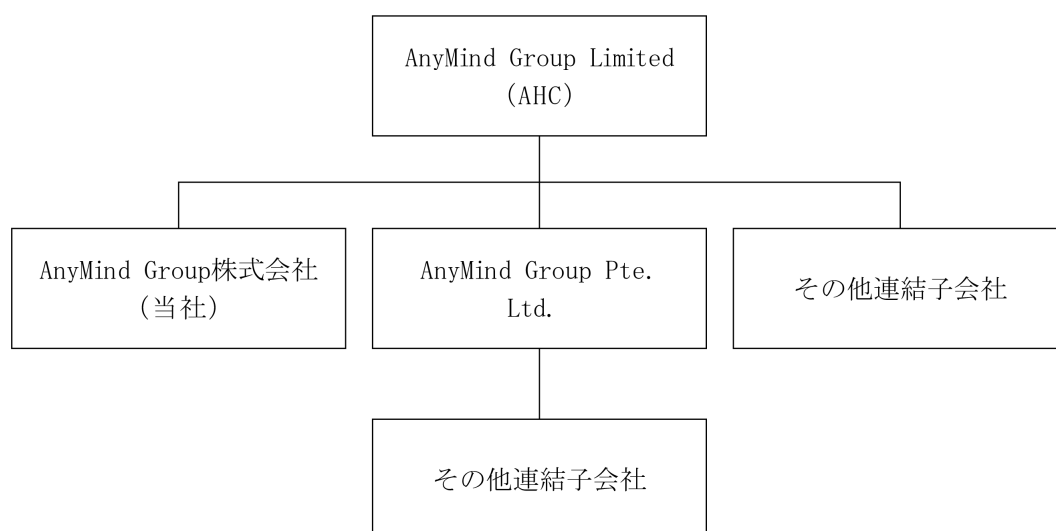 AnyMind Group Limited
(AHC)
AnyMind Group株式会社
(当社)
AnyMind Group Pte.
Ltd.
その他連結子会社
その他連結子会社